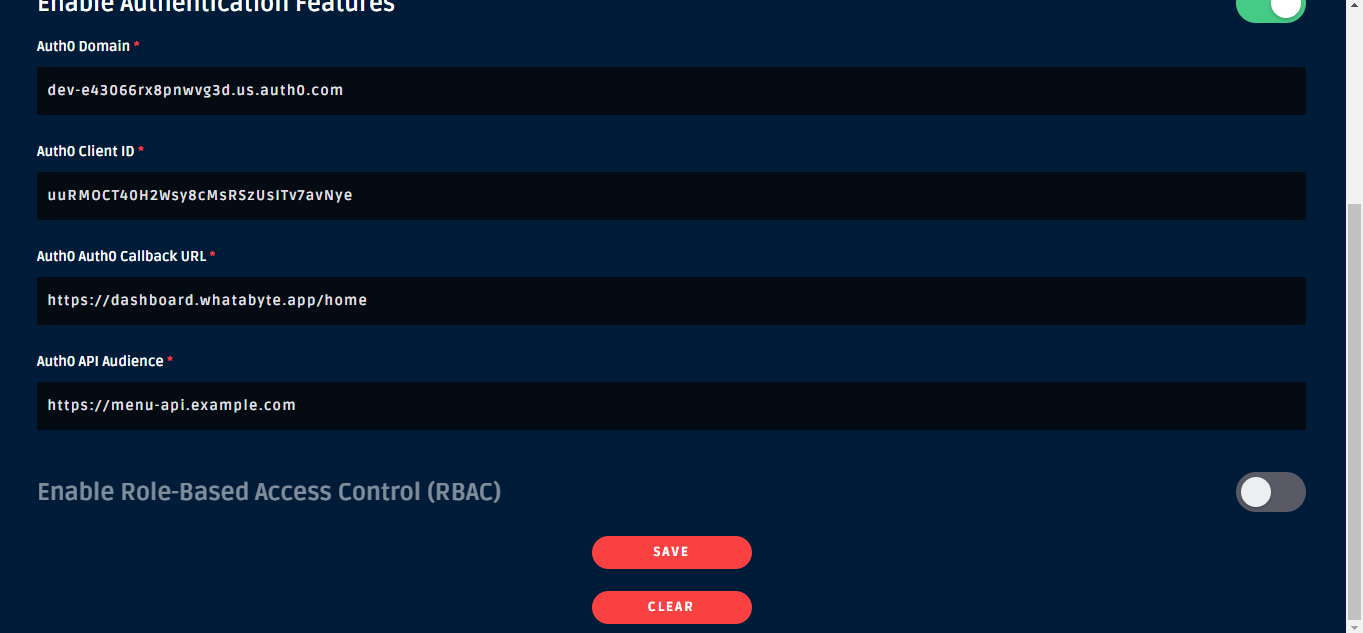 Enable Authentication Features
Auth0 Domain *
dev-e43066rx8pnwvg3d.us.auth0.com
Auth0 Client ID *
uuRMOCT40H2Wsy8cMsRSzUsITv7avNye
Auth0 Auth0 Callback URL *
https://dashboard.whatabyte.app/home
Auth0 API Audience *
https://menu-api.example.com
Enable Role-Based Access Control (RBAC)
SAVE
CLEAR